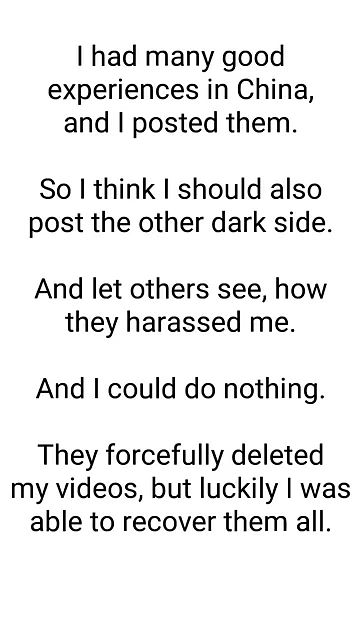 I had many good
experiences in China,
and I posted them.
So I think I should also
post the other dark side.
And let others see, how
they harassed me.
And I could do nothing.
They forcefully deleted
my videos, but luckily I was
able to recover them all.